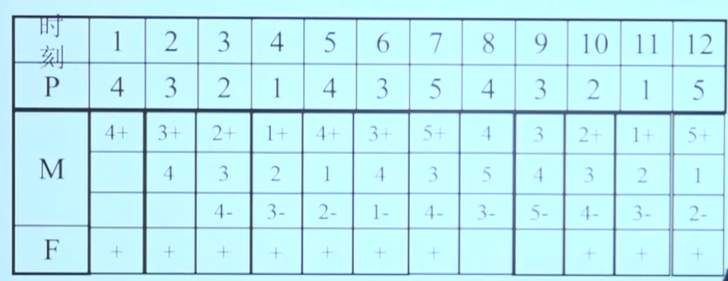 时刻 1 2 3 4 5 6 7 8 9 10 11 12
P 4 3 2 1 4 3 5 4 3 2 1 5
M 4+ 3+ 2+ 1+ 4+ 3+ 5+ 4 3 2+ 1+ 5+
4 3 2 1 4 3 5 4 3 2 1
4- 3- 2- 1- 4- 3- 5- 4- 3- 2-
F + + + + + + + + + +